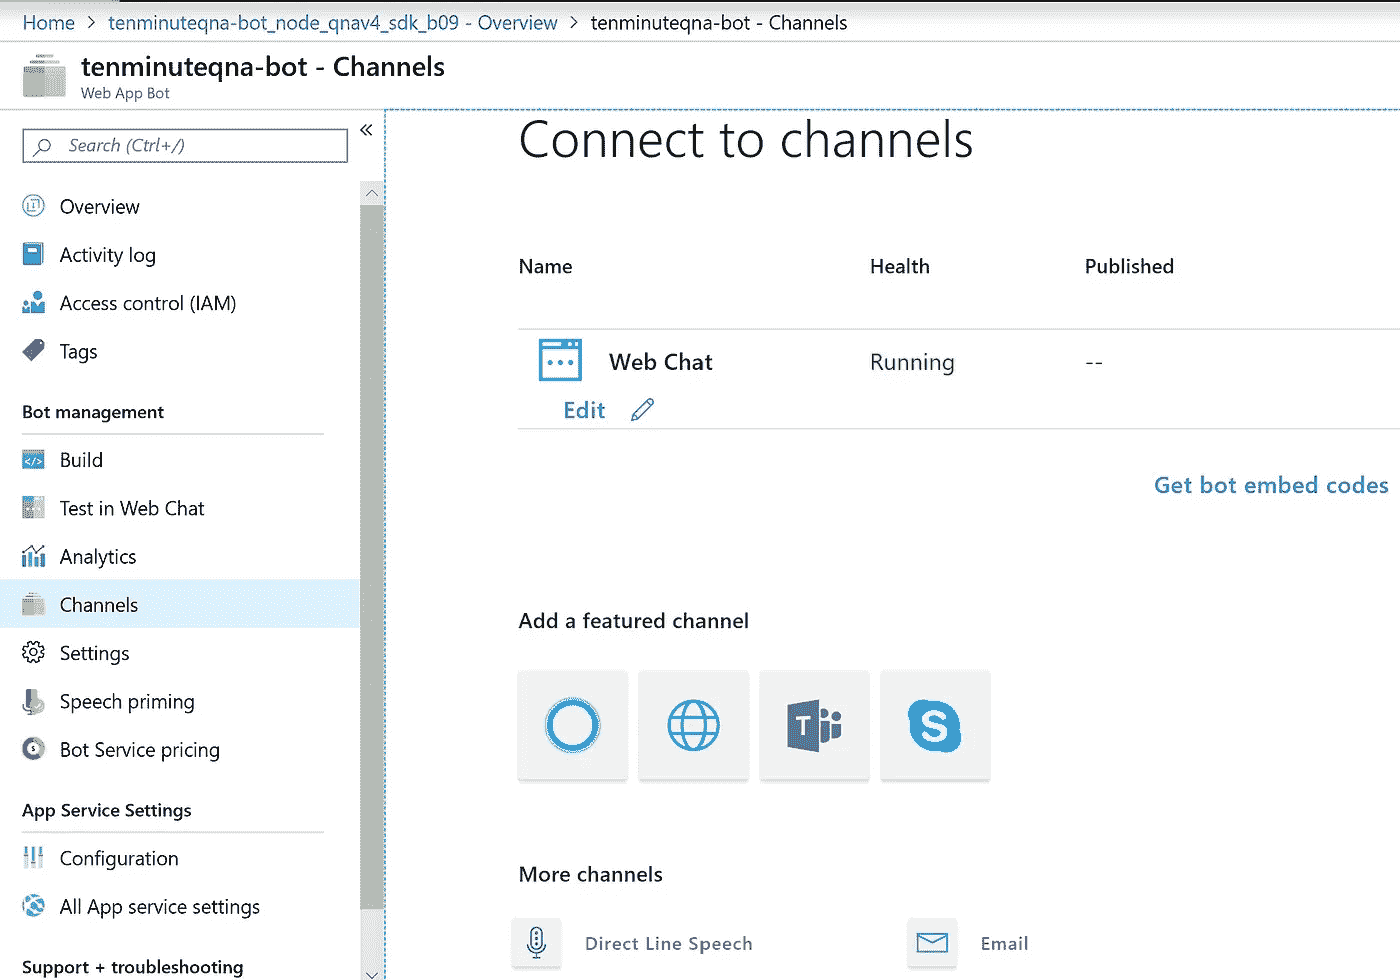 Home > tenminuteqna-bot_node_qnav4_sdk_b09 - Overview > tenminuteqna-bot - Channels
tenminuteqna-bot - Channels
Web App Bot
Search (Ctrl+/)
«
Overview
Activity log
Access control (IAM)
Tags
Bot management
Build
Test in Web Chat
Analytics
Channels
Settings
Speech priming
Bot Service pricing
App Service Settings
Configuration
All App service settings
Support + troubleshooting
Connect to channels
Name Health Published
Web Chat Running --
Edit
Get bot embed codes
Add a featured channel
More channels
Direct Line Speech Email